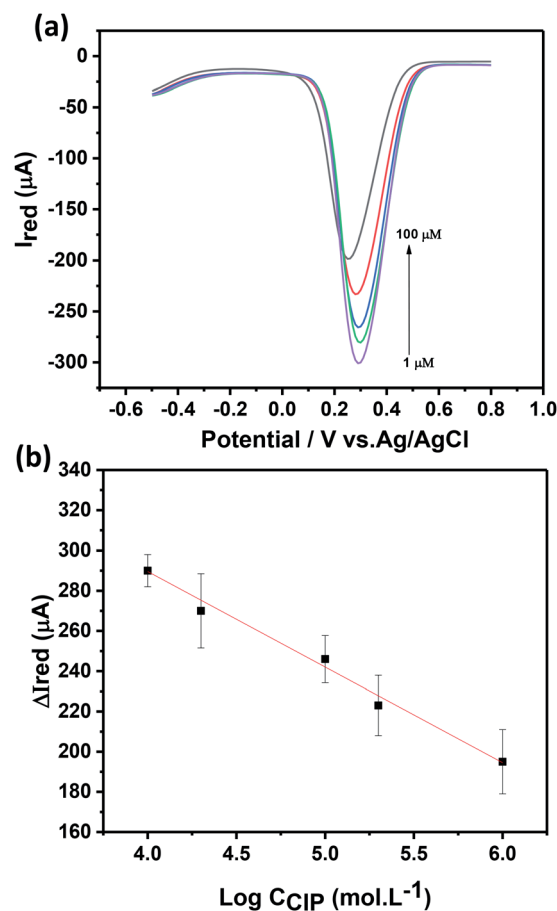 (a)
0
-50
-100
-150
-200
-250
-300
I_red (μA)
100 μM
1 μM
-0.6 -0.4 -0.2 0.0 0.2 0.4 0.6 0.8 1.0
Potential / V vs.Ag/AgCl
(b)
340
320
300
280
260
240
220
200
180
160
ΔIred (μA)
4.0 4.5 5.0 5.5 6.0
Log C_CIP (mol.L⁻¹)